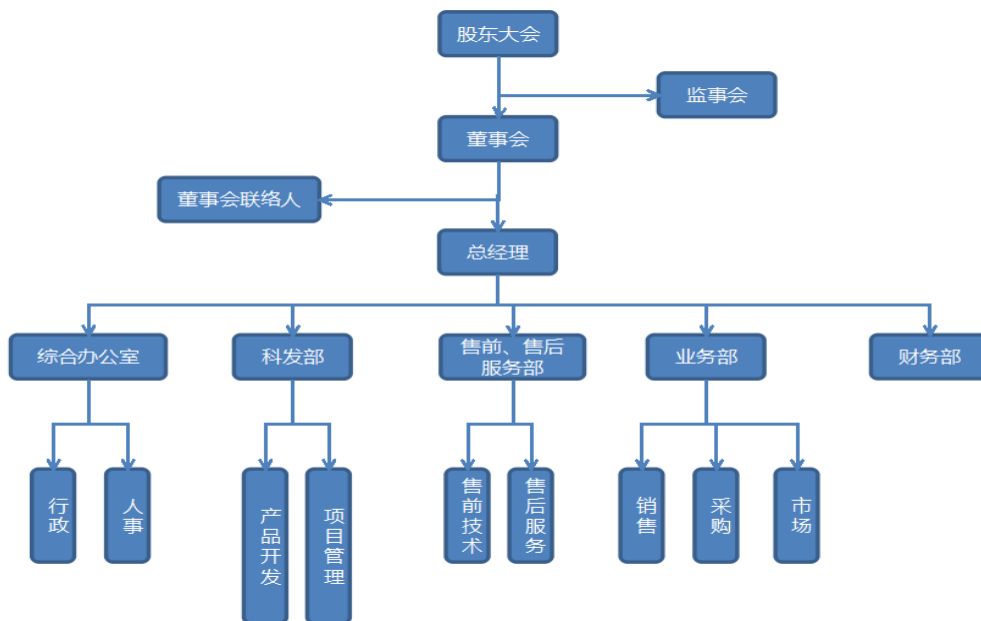 股东大会
监事会
董事会
董事会联络人
总经理
综合办公室
科发部
售前、售后
服务部
业务部
财务部
行政
人事
产品开发
项目管理
售前技术
售后服务
销售
采购
市场